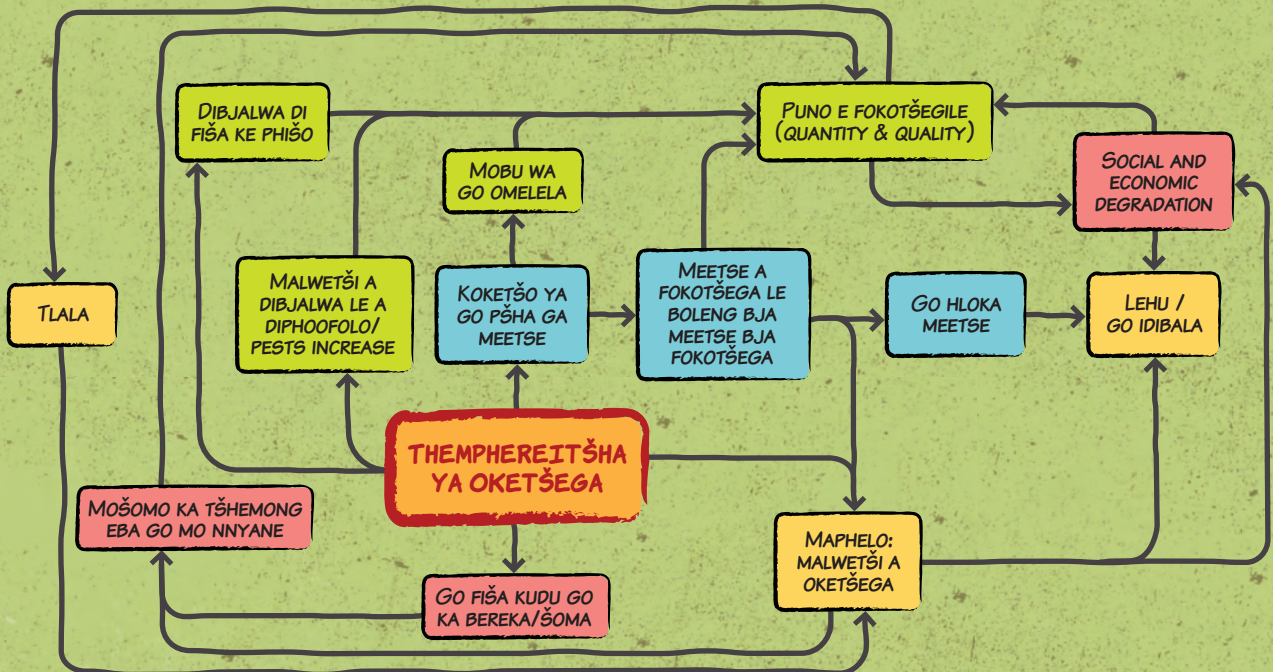 DIBJALWA DI
FIŠA KE PHIŠO
PUNO E FOKOTŠEGILE
(QUANTITY & QUALITY)
SOCIAL AND
ECONOMIC
DEGRADATION
MOBU WA
GO OMELELA
TLALA
MALWETŠI A
DIBJALWA LE A
DIPHOOFOLO/
PESTS INCREASE
KOKETŠO YA
GO PŠHA GA
MEETSE
MEETSE A
FOKOTŠEGA LE
BOLENG BJA
MEETSE BJA
FOKOTŠEGA
GO HLOKA
MEETSE
LEHU /
GO IDIBALA
THEMPHEREITŠHA
YA OKETŠEGA
MOŠOMO KA TŠHEMONG
EBA GO MO NNYANE
MAPHELO:
MALWETŠI A
OKETŠEGA
GO FIŠA KUDU GO
KA BEREKA/ŠOMA